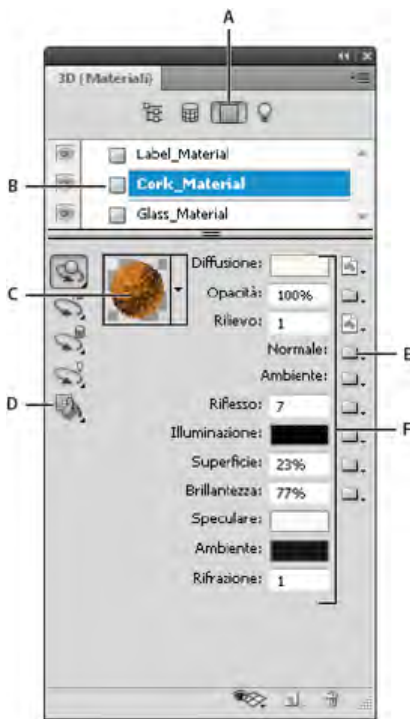 A
3D {Materiali}
Label_Material
B
Cork_Material
Glass_Material
C
Diffusione:
Opacità: 100%
Rilievo: 1
Normale:
E
Ambiente:
D
Riflesso: 7
F
Illuminazione:
Superficie: 23%
Brillantezza: 77%
Speculare:
Ambiente:
Rifrazione: 1